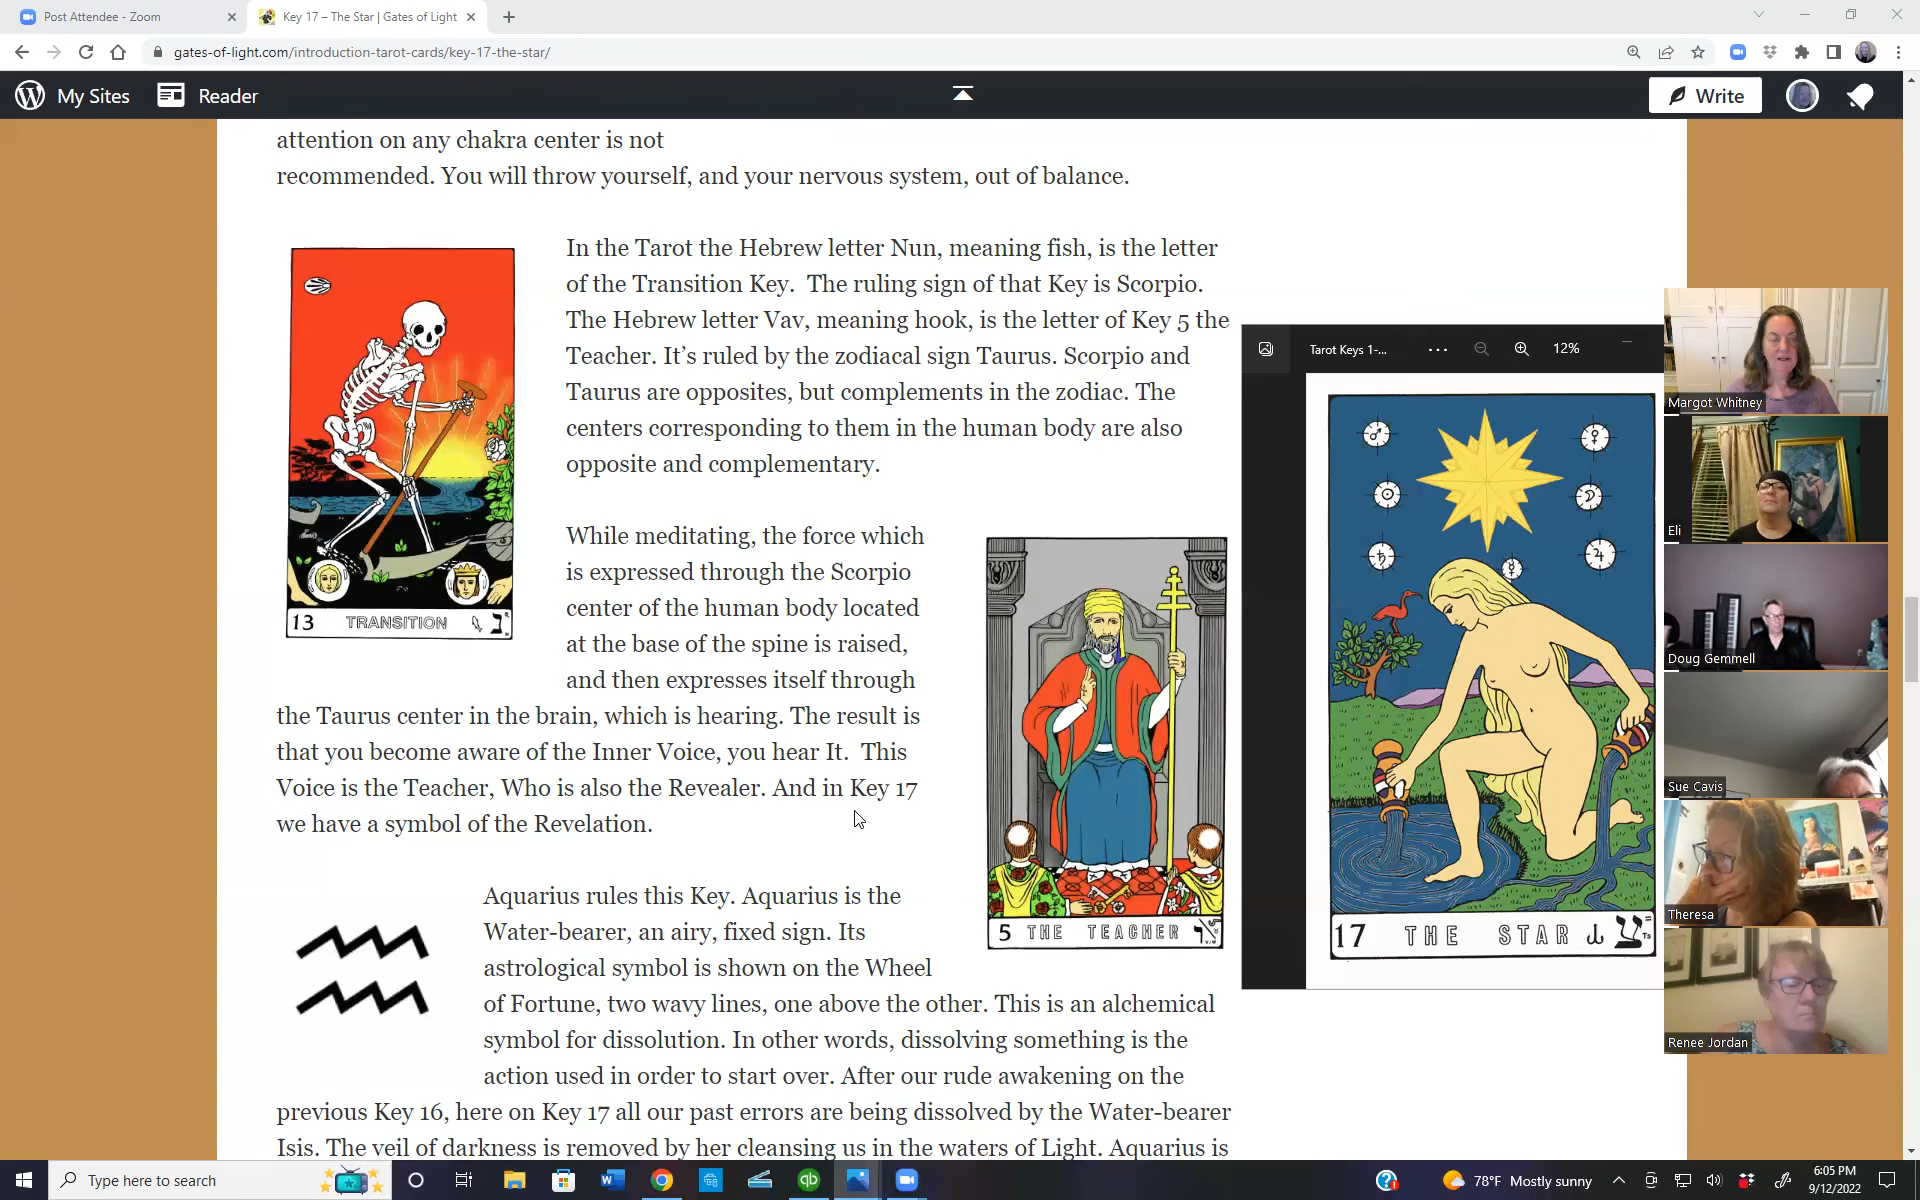 Post Attendee - Zoom
Key 17 – The Star | Gates of Light
gates-of-light.com/introduction-tarot-cards/key-17-the-star/
My Sites
Reader
Write
attention on any chakra center is not
recommended. You will throw yourself, and your nervous system, out of balance.
In the Tarot the Hebrew letter Nun, meaning fish, is the letter
of the Transition Key.  The ruling sign of that Key is Scorpio.
The Hebrew letter Vav, meaning hook, is the letter of Key 5 the
Teacher. It’s ruled by the zodiacal sign Taurus. Scorpio and
Taurus are opposites, but complements in the zodiac. The
centers corresponding to them in the human body are also
opposite and complementary.
13 TRANSITION נ
While meditating, the force which
is expressed through the Scorpio
center of the human body located
at the base of the spine is raised,
and then expresses itself through
the Taurus center in the brain, which is hearing. The result is
that you become aware of the Inner Voice, you hear It.  This
Voice is the Teacher, Who is also the Revealer. And in Key 17
we have a symbol of the Revelation.
5 THE TEACHER
Aquarius rules this Key. Aquarius is the
Water-bearer, an airy, fixed sign. Its
astrological symbol is shown on the Wheel
of Fortune, two wavy lines, one above the other. This is an alchemical
symbol for dissolution. In other words, dissolving something is the
action used in order to start over. After our rude awakening on the
previous Key 16, here on Key 17 all our past errors are being dissolved by the Water-bearer
Isis. The veil of darkness is removed by her cleansing us in the waters of Light. Aquarius is
Tarot Keys 1-...
12%
17 THE STAR צ Ts
Margot Whitney
Eli
Doug Gemmell
Sue Cavis
Theresa
Renee Jordan
Type here to search
78°F Mostly sunny
6:05 PM
9/12/2022